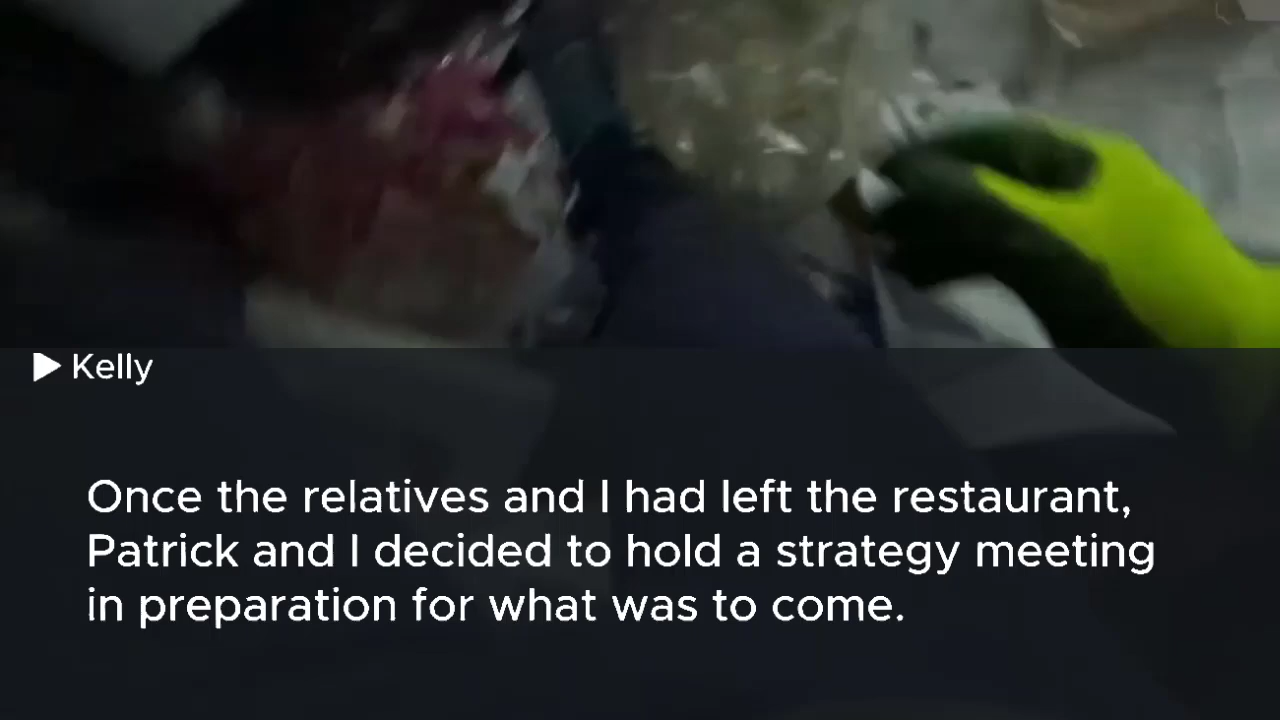 Kelly
Once the relatives and I had left the restaurant,
Patrick and I decided to hold a strategy meeting
in preparation for what was to come.